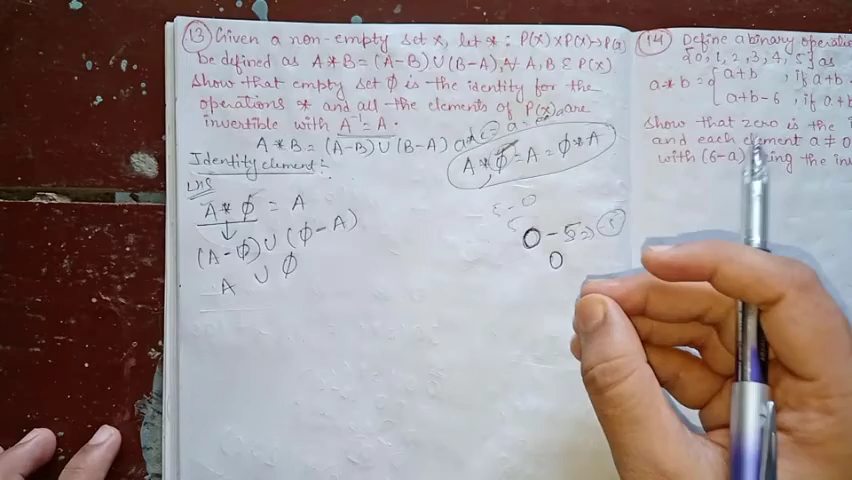 13 Given a non-empty set x, let * : P(x)×P(x)→P(x)
be defined as A*B = (A-B)∪(B-A), ∀ A, B ε P(x)
Show that empty set ϕ is the identity for the
operations * and all the elements of P(x) are
invertible with A⁻¹=A.
A*B = (A-B)∪(B-A)
A*ϕ=A=ϕ*A
Identity element:-
LHS
A*ϕ = A
(A-ϕ)∪(ϕ-A)
A ∪ ϕ
0-5=>-5
0
14 Define a binary operatio
{0, 1, 2, 3, 4, 5} as
a*b = { a+b , if a+b
a+b-6 , if a+b
Show that zero is the i
and each element a≠0
with (6-a) ing the inv